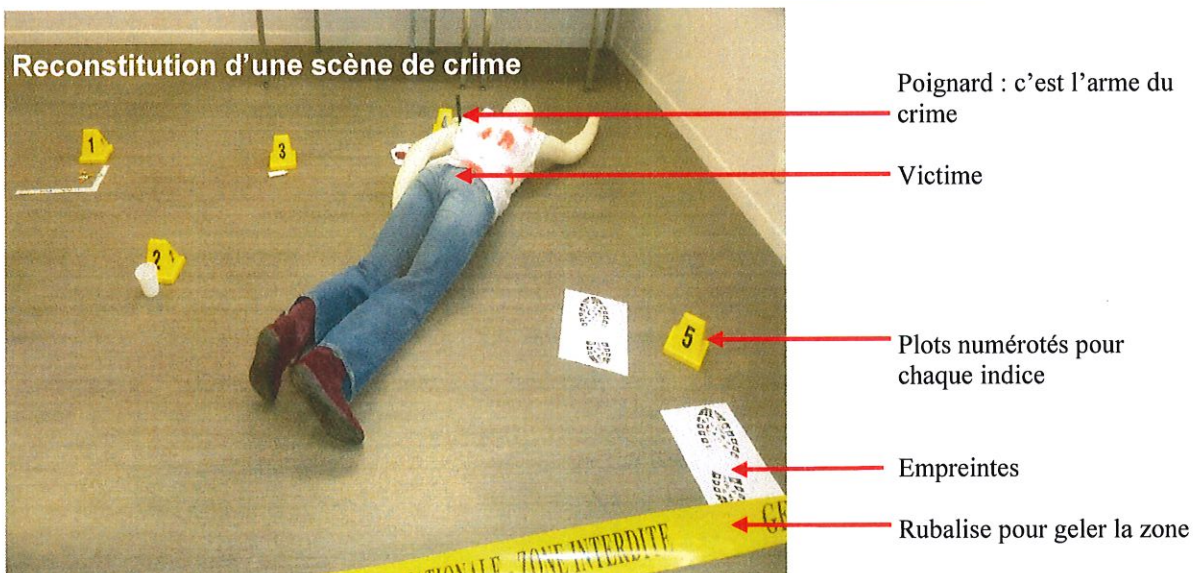 Reconstitution d'une scène de crime
Poignard : c'est l'arme du
crime
Victime
1
3
4
2
5
Plots numérotés pour
chaque indice
Empreintes
Rubalise pour geler la zone
ZONE INTERDITE